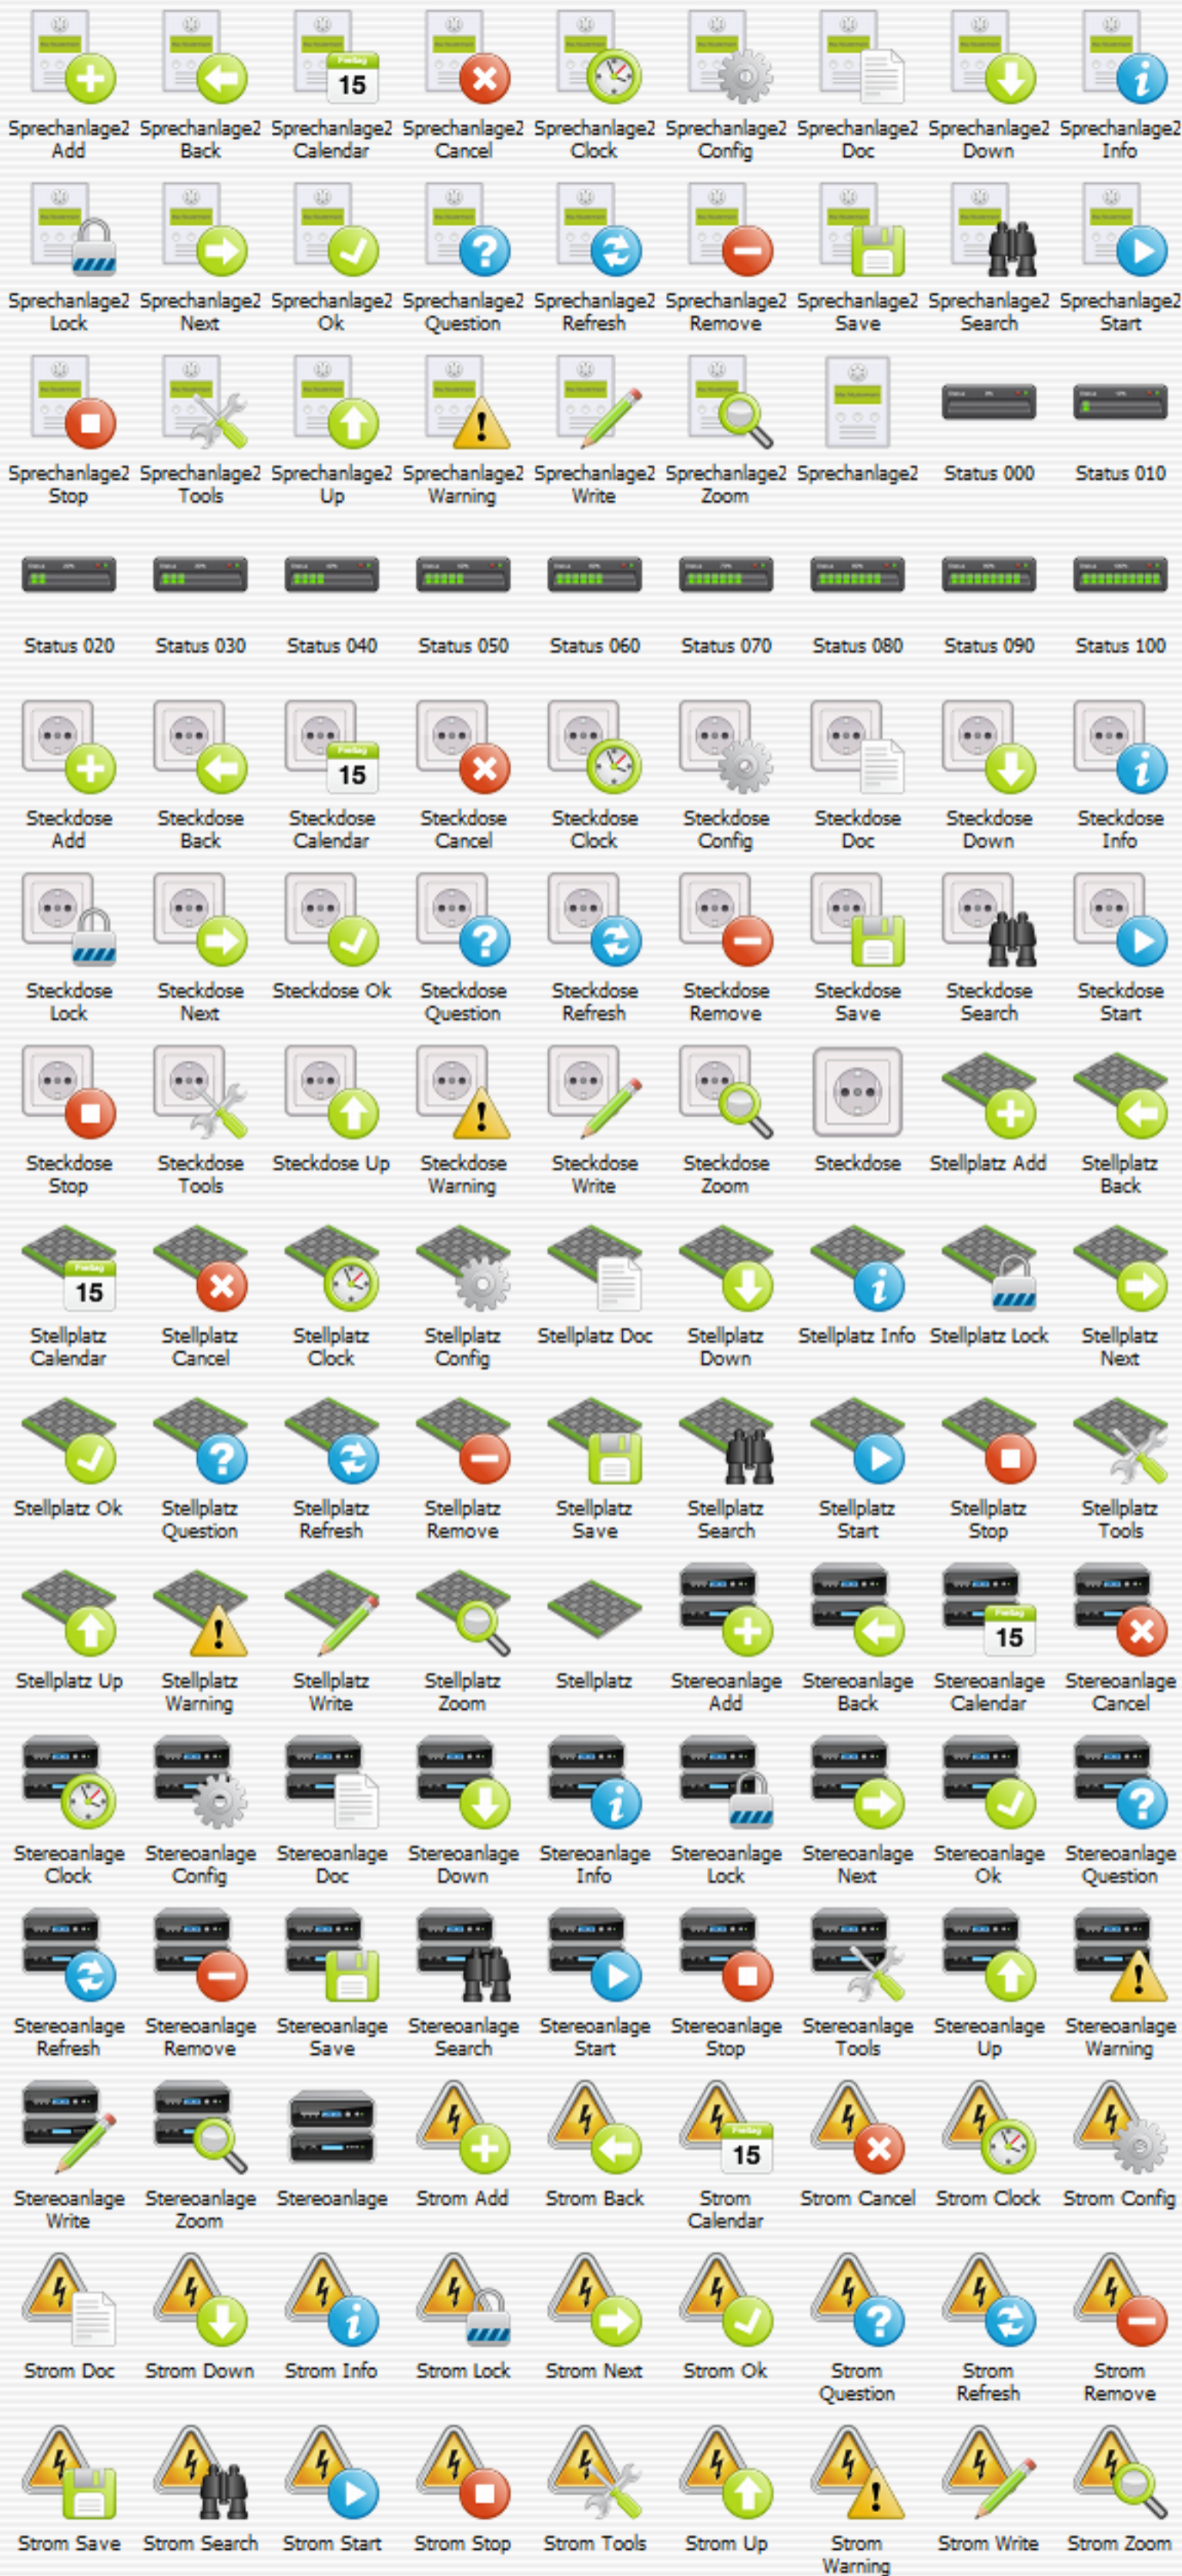 Freitag
15
Sprechanlage2 Sprechanlage2 Sprechanlage2 Sprechanlage2 Sprechanlage2 Sprechanlage2 Sprechanlage2 Sprechanlage2 Sprechanlage2
Add Back Calendar Cancel Clock Config Doc Down Info
Sprechanlage2 Sprechanlage2 Sprechanlage2 Sprechanlage2 Sprechanlage2 Sprechanlage2 Sprechanlage2 Sprechanlage2 Sprechanlage2
Lock Next Ok Question Refresh Remove Save Search Start
Sprechanlage2 Sprechanlage2 Sprechanlage2 Sprechanlage2 Sprechanlage2 Sprechanlage2 Sprechanlage2 Status 000 Status 010
Stop Tools Up Warning Write Zoom
Status 020 Status 030 Status 040 Status 050 Status 060 Status 070 Status 080 Status 090 Status 100
Freitag
15
Steckdose Steckdose Steckdose Steckdose Steckdose Steckdose Steckdose Steckdose Steckdose
Add Back Calendar Cancel Clock Config Doc Down Info
Steckdose Steckdose Steckdose Ok Steckdose Steckdose Steckdose Steckdose Steckdose Steckdose
Lock Next Question Refresh Remove Save Search Start
Steckdose Steckdose Steckdose Up Steckdose Steckdose Steckdose Steckdose Stellplatz Add Stellplatz
Stop Tools Warning Write Zoom Back
Freitag
15
Stellplatz Stellplatz Stellplatz Stellplatz Stellplatz Doc Stellplatz Stellplatz Info Stellplatz Lock Stellplatz
Calendar Cancel Clock Config Down Next
Stellplatz Ok Stellplatz Stellplatz Stellplatz Stellplatz Stellplatz Stellplatz Stellplatz Stellplatz
Question Refresh Remove Save Search Start Stop Tools
Freitag
15
Stellplatz Up Stellplatz Stellplatz Stellplatz Stellplatz Stereoanlage Stereoanlage Stereoanlage Stereoanlage
Warning Write Zoom Add Back Calendar Cancel
Stereoanlage Stereoanlage Stereoanlage Stereoanlage Stereoanlage Stereoanlage Stereoanlage Stereoanlage Stereoanlage
Clock Config Doc Down Info Lock Next Ok Question
Stereoanlage Stereoanlage Stereoanlage Stereoanlage Stereoanlage Stereoanlage Stereoanlage Stereoanlage Stereoanlage
Refresh Remove Save Search Start Stop Tools Up Warning
Freitag
15
Stereoanlage Stereoanlage Stereoanlage Strom Add Strom Back Strom Strom Cancel Strom Clock Strom Config
Write Zoom Calendar
Strom Doc Strom Down Strom Info Strom Lock Strom Next Strom Ok Strom Strom Strom
Question Refresh Remove
Strom Save Strom Search Strom Start Strom Stop Strom Tools Strom Up Strom Strom Write Strom Zoom
Warning